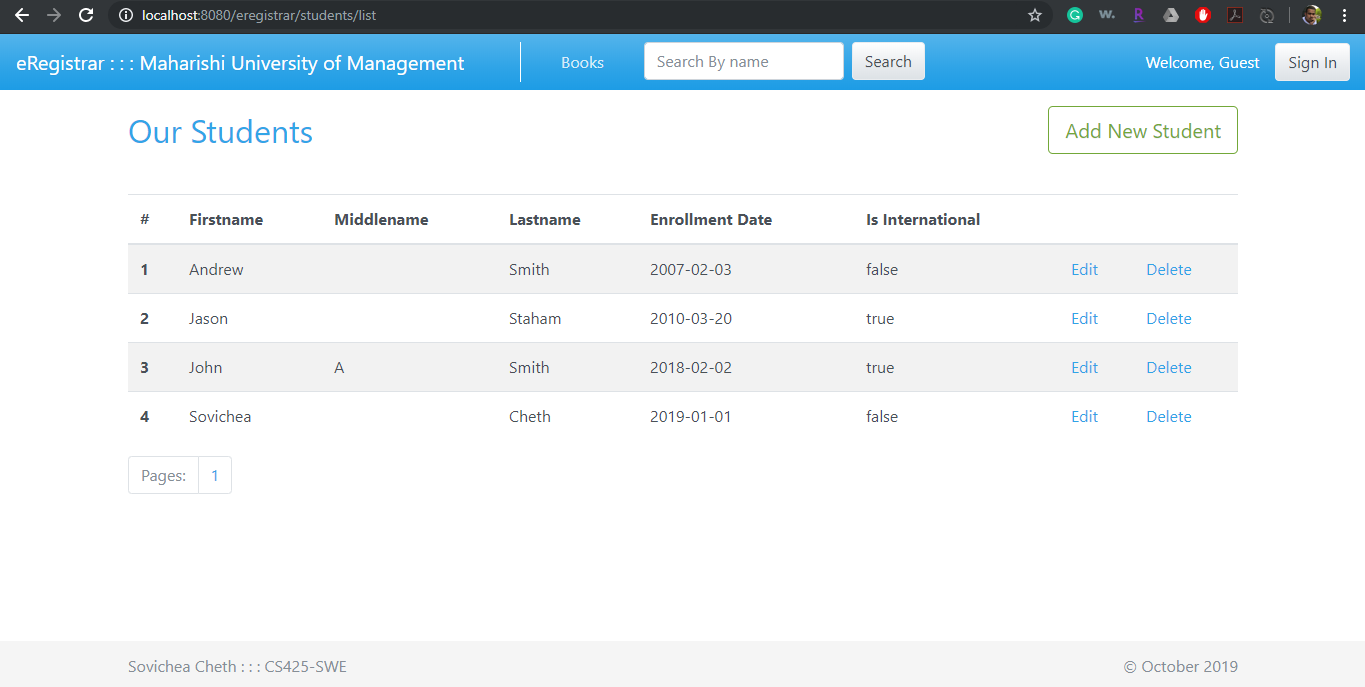 localhost:8080/eregistrar/students/list
eRegistrar : : : Maharishi University of Management Books Search By name Search Welcome, Guest Sign In
Our Students Add New Student
# Firstname Middlename Lastname Enrollment Date Is International
1 Andrew Smith 2007-02-03 false Edit Delete
2 Jason Staham 2010-03-20 true Edit Delete
3 John A Smith 2018-02-02 true Edit Delete
4 Sovichea Cheth 2019-01-01 false Edit Delete
Pages: 1
Sovichea Cheth : : : CS425-SWE © October 2019